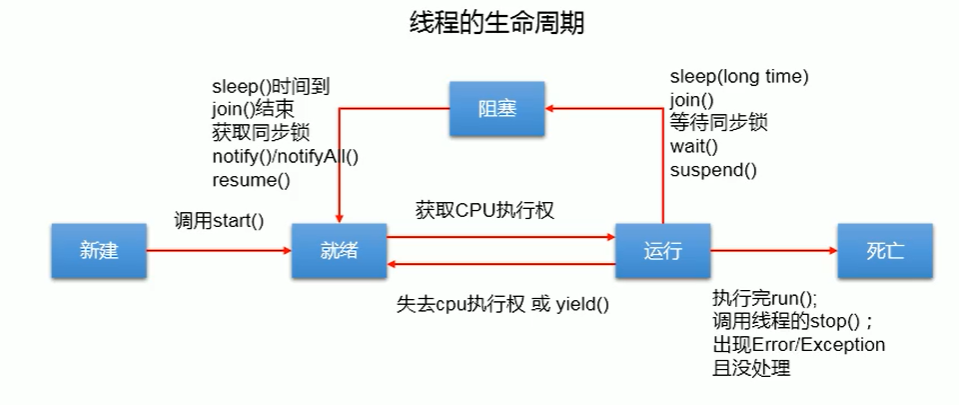 线程的生命周期
sleep()时间到
join()结束
获取同步锁
notify()/notifyAll()
resume()
阻塞
sleep(long time)
join()
等待同步锁
wait()
suspend()
调用start()
获取CPU执行权
新建
就绪
运行
死亡
失去cpu执行权 或 yield()
执行完run();
调用线程的stop()；
出现Error/Exception
且没处理